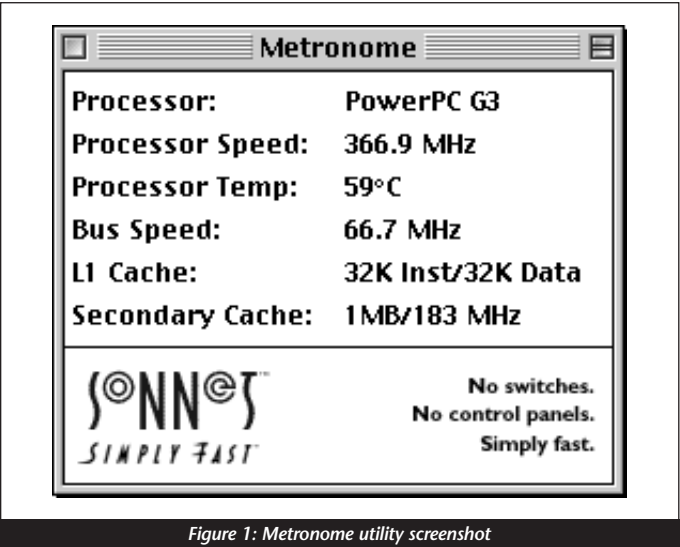 Metronome
Processor: PowerPC G3
Processor Speed: 366.9 MHz
Processor Temp: 59°C
Bus Speed: 66.7 MHz
L1 Cache: 32K Inst/32K Data
Secondary Cache: 1MB/183 MHz
SONNET™
SIMPLY FAST™
No switches.
No control panels.
Simply fast.
Figure 1: Metronome utility screenshot